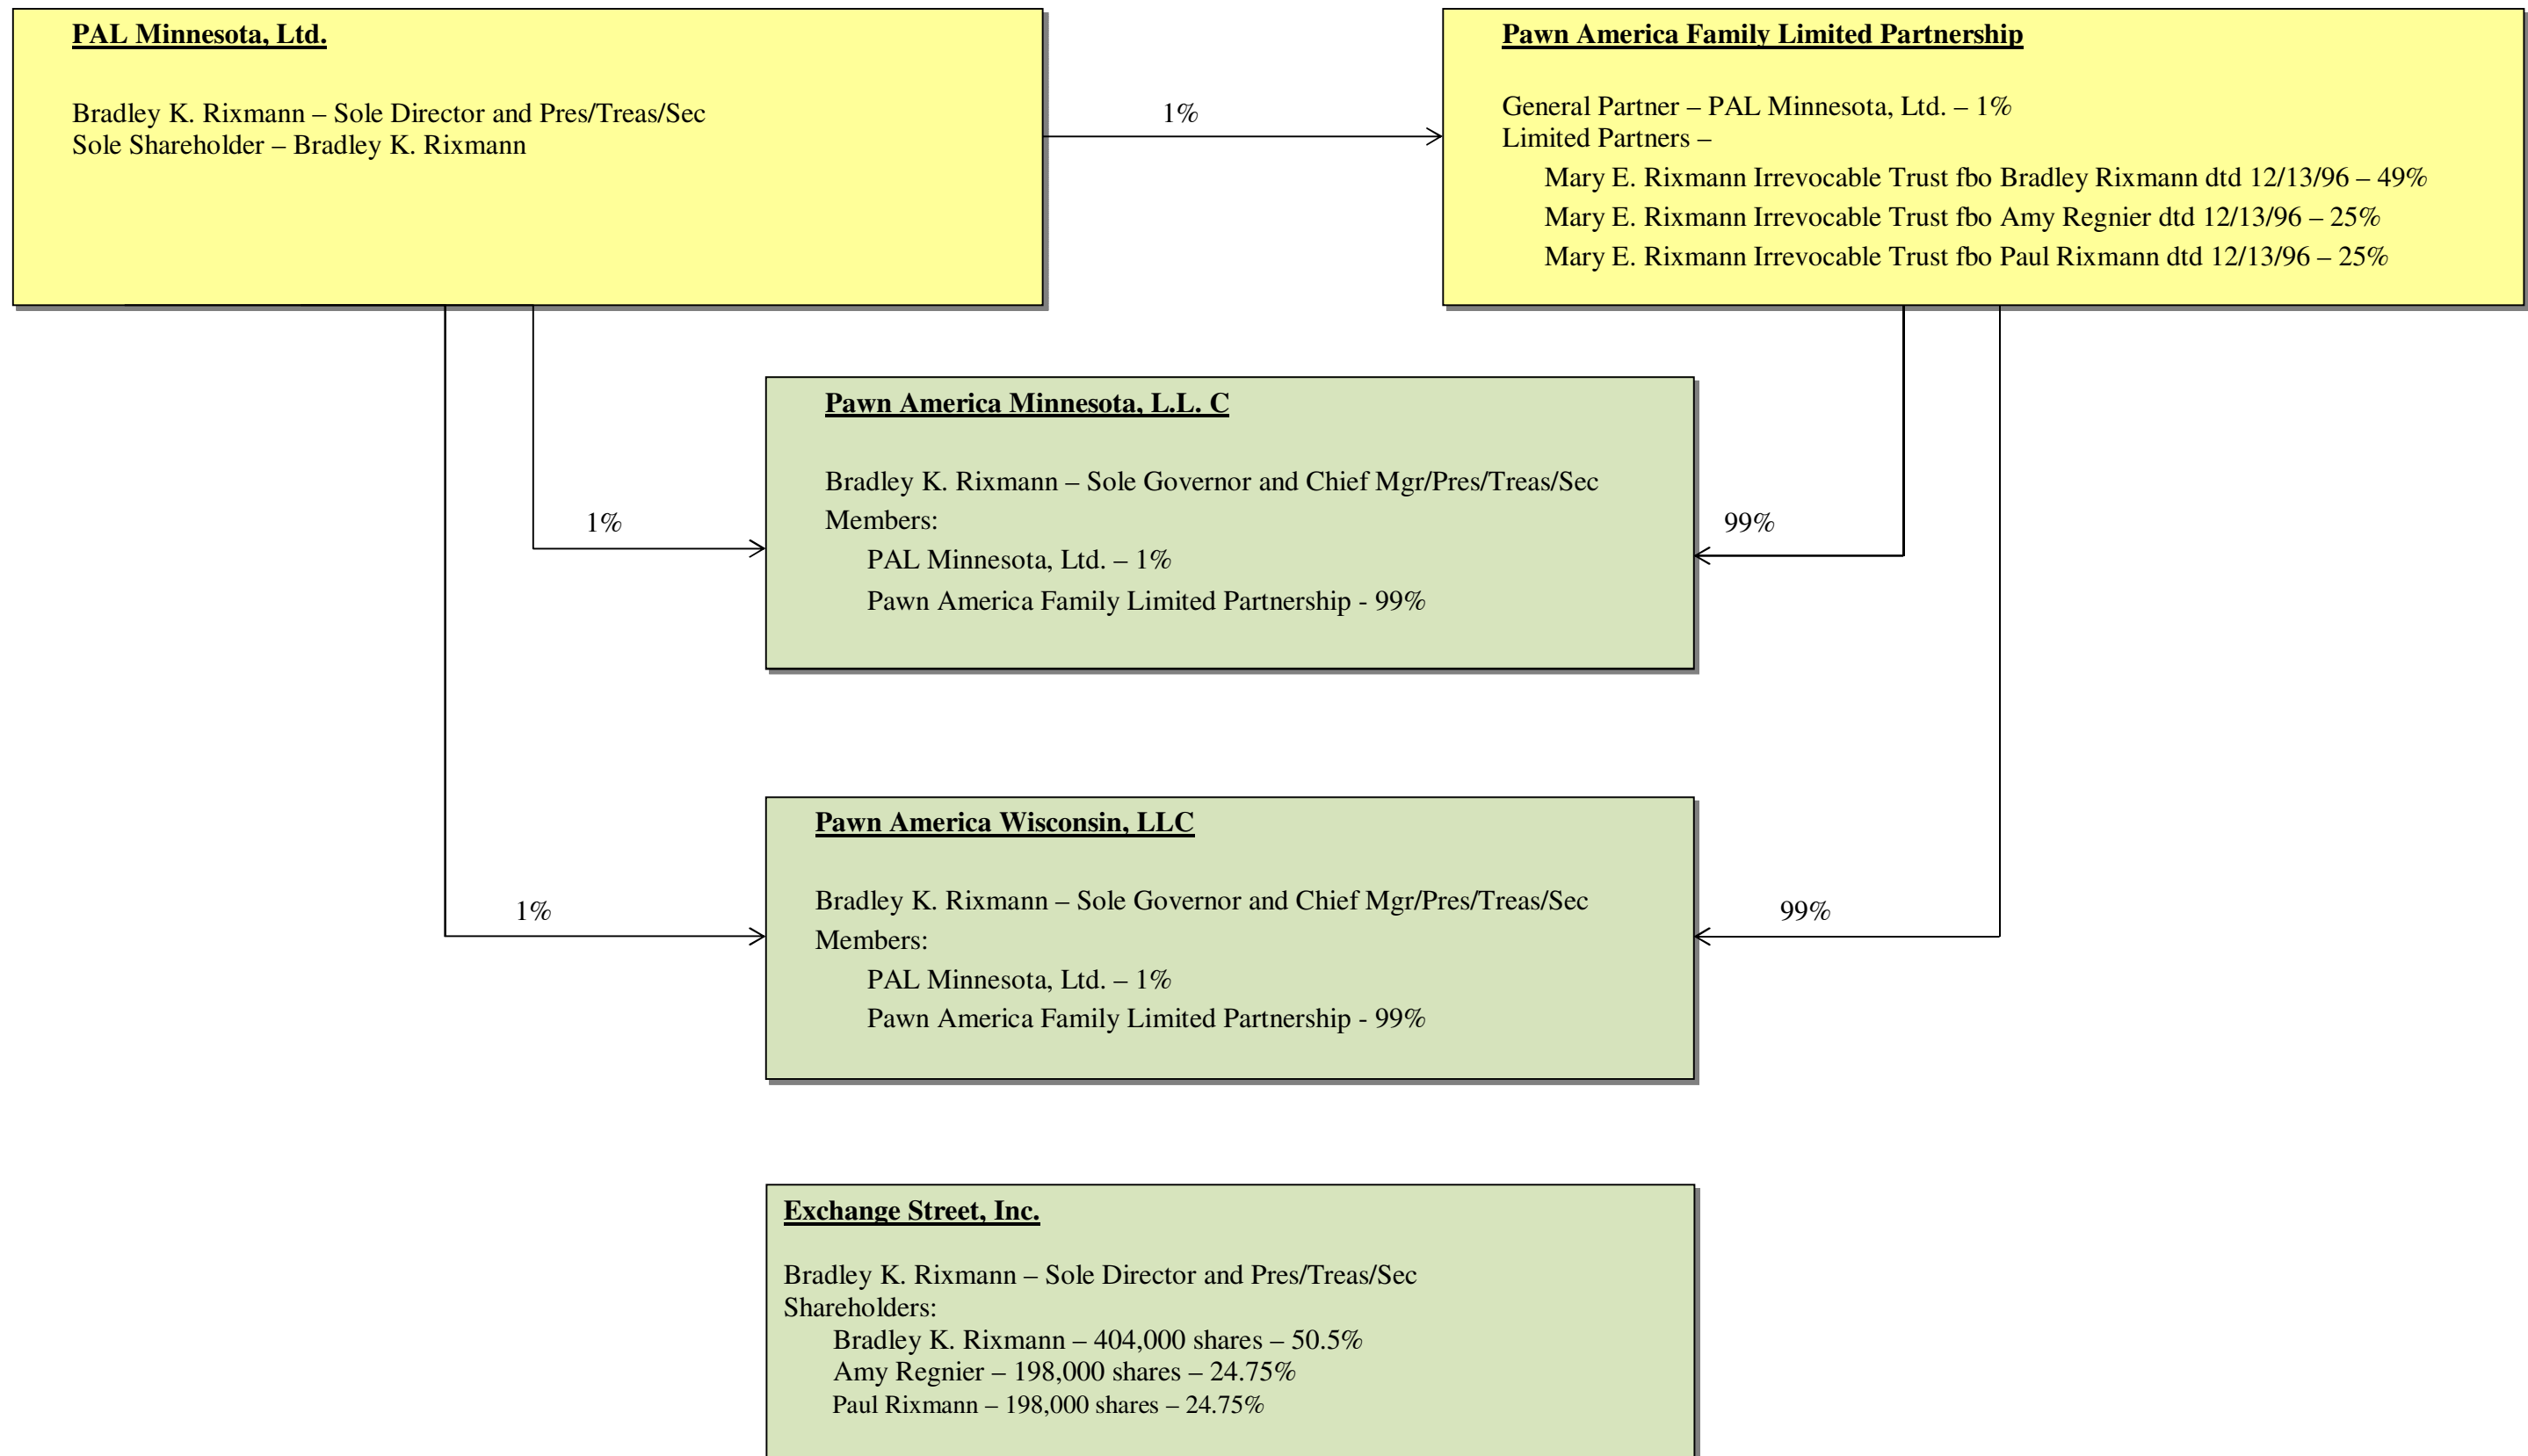 PAL Minnesota, Ltd.
Bradley K. Rixmann – Sole Director and Pres/Treas/Sec
Sole Shareholder – Bradley K. Rixmann
1%
Pawn America Family Limited Partnership
General Partner – PAL Minnesota, Ltd. – 1%
Limited Partners –
Mary E. Rixmann Irrevocable Trust fbo Bradley Rixmann dtd 12/13/96 – 49%
Mary E. Rixmann Irrevocable Trust fbo Amy Regnier dtd 12/13/96 – 25%
Mary E. Rixmann Irrevocable Trust fbo Paul Rixmann dtd 12/13/96 – 25%
Pawn America Minnesota, L.L. C
Bradley K. Rixmann – Sole Governor and Chief Mgr/Pres/Treas/Sec
Members:
PAL Minnesota, Ltd. – 1%
Pawn America Family Limited Partnership - 99%
1%
99%
Pawn America Wisconsin, LLC
Bradley K. Rixmann – Sole Governor and Chief Mgr/Pres/Treas/Sec
Members:
PAL Minnesota, Ltd. – 1%
Pawn America Family Limited Partnership - 99%
1%
99%
Exchange Street, Inc.
Bradley K. Rixmann – Sole Director and Pres/Treas/Sec
Shareholders:
Bradley K. Rixmann – 404,000 shares – 50.5%
Amy Regnier – 198,000 shares – 24.75%
Paul Rixmann – 198,000 shares – 24.75%